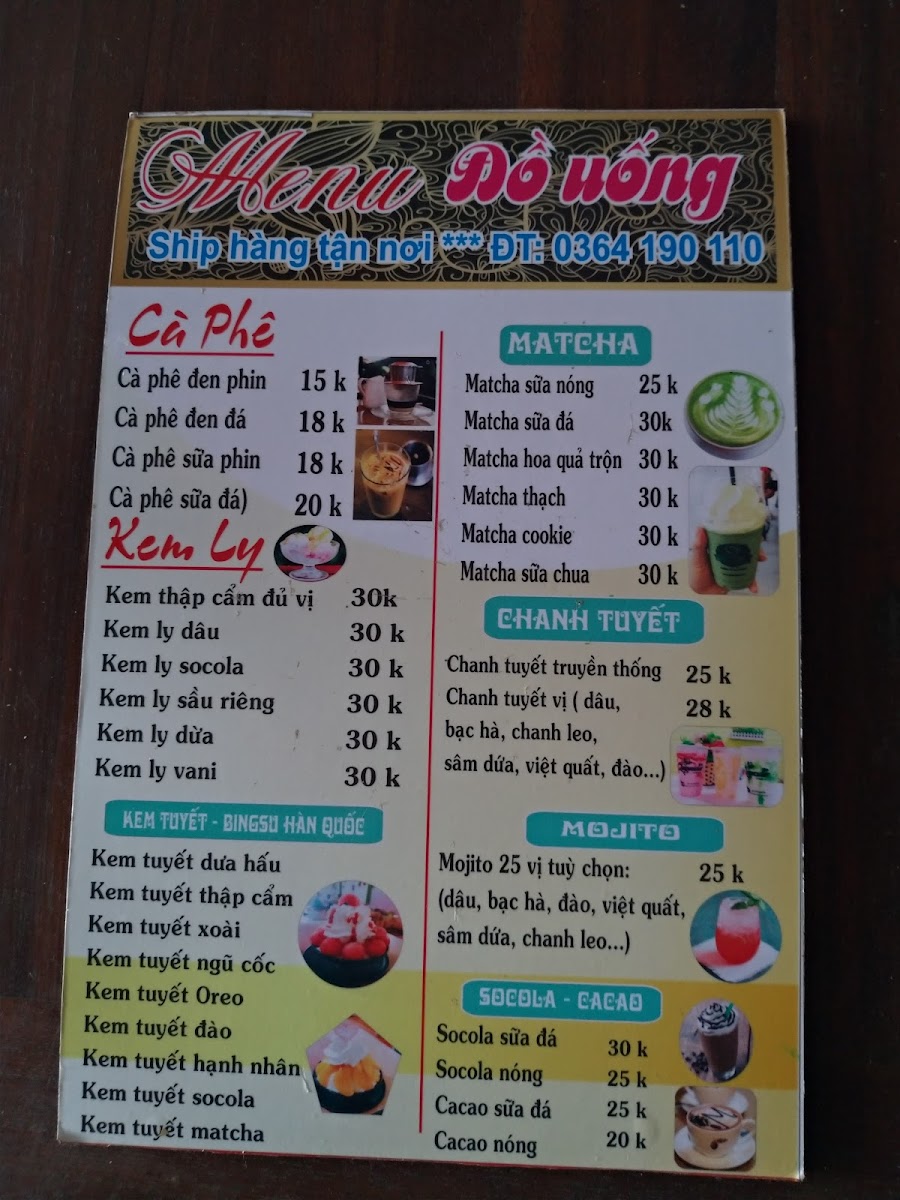 Menu Đồ uống
Ship hàng tận nơi *** ĐT: 0364 190 110
Cà Phê
Cà phê đen phin 15 k
Cà phê đen đá 18 k
Cà phê sữa phin 18 k
Cà phê sữa đá) 20 k
Kem Ly
Kem thập cẩm đủ vị 30k
Kem ly dâu 30 k
Kem ly socola 30 k
Kem ly sầu riêng 30 k
Kem ly dừa 30 k
Kem ly vani 30 k
KEM TUYẾT - BINGSU HÀN QUỐC
Kem tuyết dưa hấu
Kem tuyết thập cẩm
Kem tuyết xoài
Kem tuyết ngũ cốc
Kem tuyết Oreo
Kem tuyết đào
Kem tuyết hạnh nhân
Kem tuyết socola
Kem tuyết matcha
MATCHA
Matcha sữa nóng 25 k
Matcha sữa đá 30k
Matcha hoa quả trộn 30 k
Matcha thạch 30 k
Matcha cookie 30 k
Matcha sữa chua 30 k
CHANH TUYẾT
Chanh tuyết truyền thống 25 k
Chanh tuyết vị ( dâu, 28 k
bạc hà, chanh leo,
sâm dứa, việt quất, đào...)
MOJITO
Mojito 25 vị tuỳ chọn: 25 k
(dâu, bạc hà, đào, việt quất,
sâm dứa, chanh leo...)
SOCOLA - CACAO
Socola sữa đá 30 k
Socola nóng 25 k
Cacao sữa đá 25 k
Cacao nóng 20 k